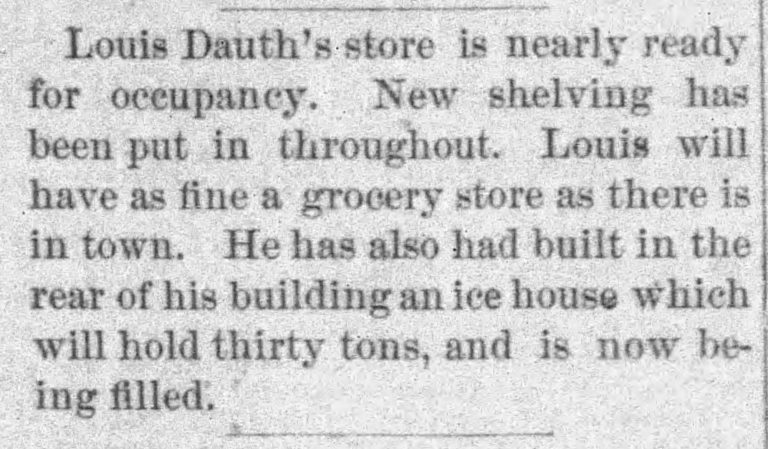 Louis Dauth's store is nearly ready
for occupancy. New shelving has
been put in throughout. Louis will
have as fine a grocery store as there is
in town. He has also had built in the
rear of his building an ice house which
will hold thirty tons, and is now be-
ing filled.